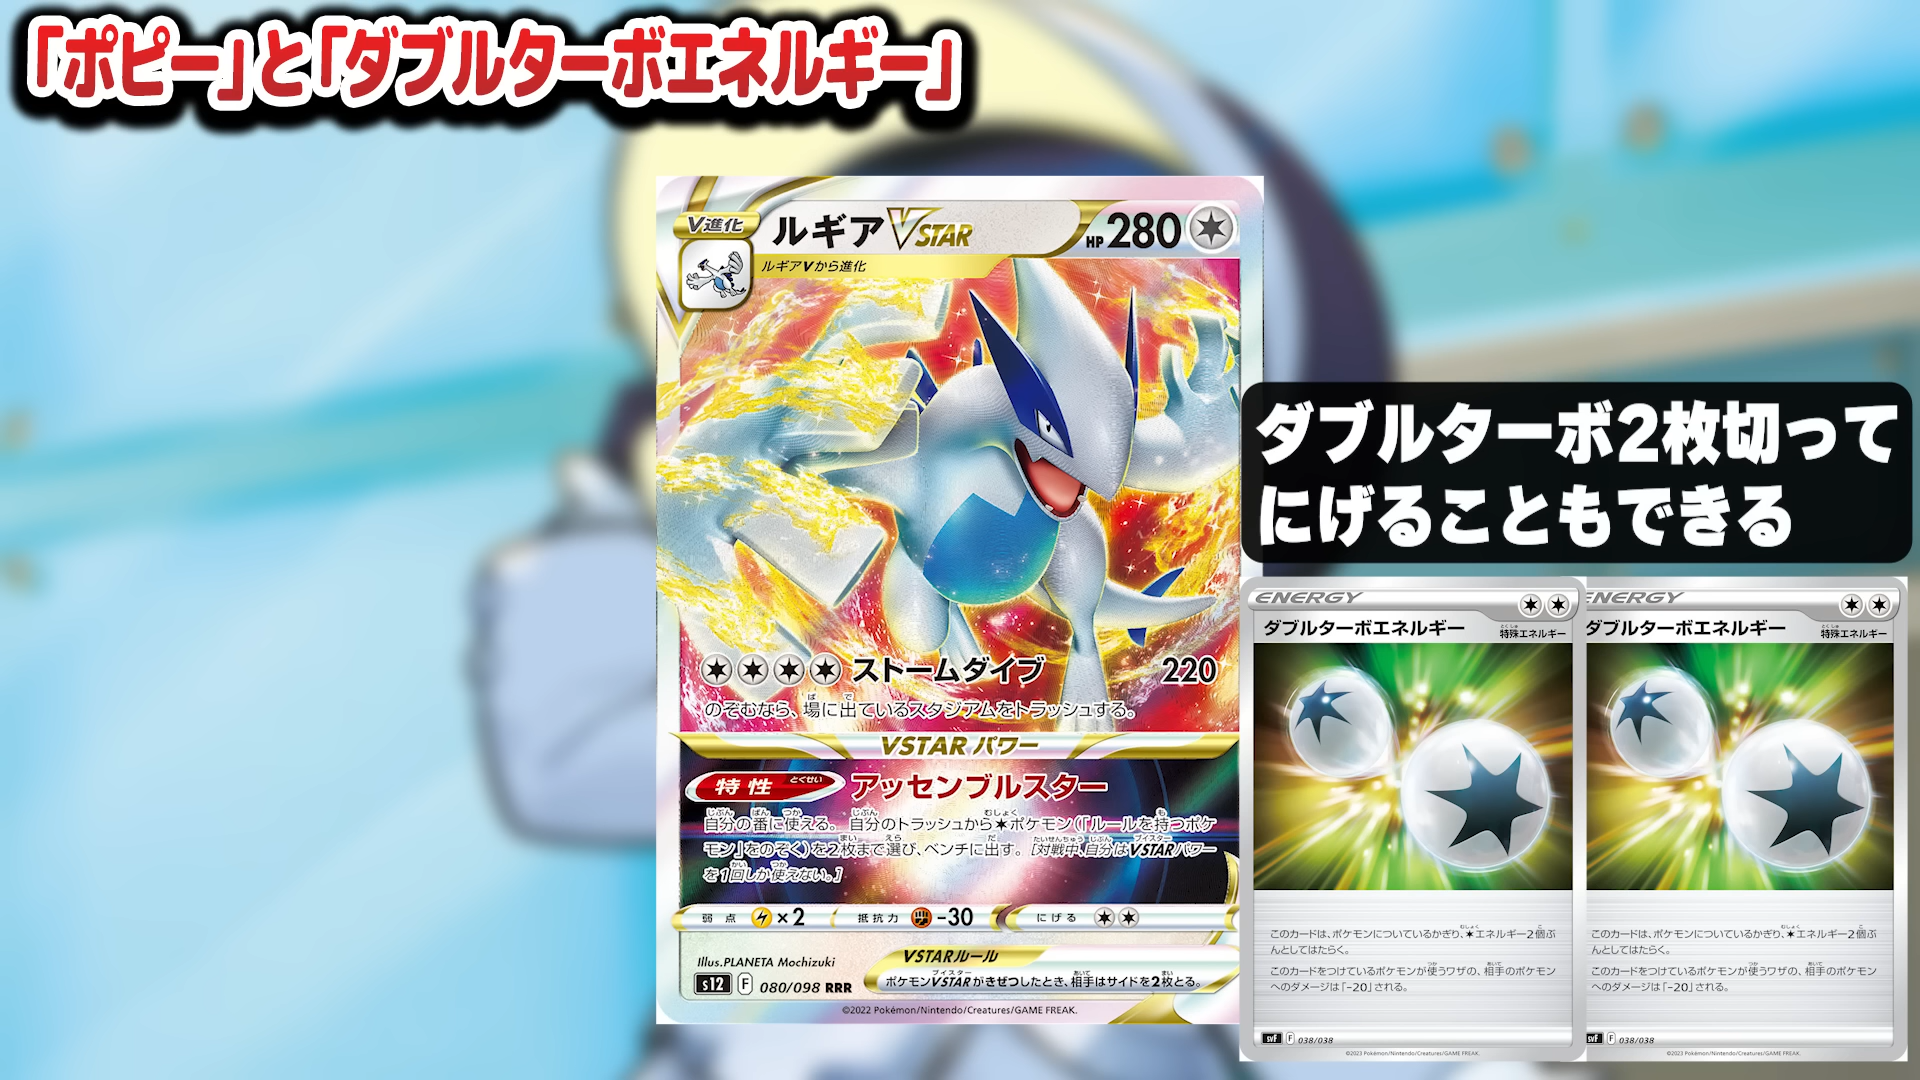 「ポピー」と「ダブルターボエネルギー」
V進化
ルギアVSTAR
HP 280
ルギアVから進化
ストームダイブ 220
のぞむなら、場に出ているスタジアムをトラッシュする。
VSTARパワー
特性 アッセンブルスター
自分の番に使える。自分のトラッシュから★ポケモン(「ルールを持つポケ
モン」をのぞく)を2枚まで選び、ベンチに出す。[対戦中、自分はVSTARパワー
を1回しか使えない。]
弱点 ×2 抵抗力 -30 にげる
Illus.PLANETA Mochizuki
VSTARルール
ポケモンVSTARがきぜつしたとき、相手はサイドを2枚とる。
s12 F 080/098 RRR
©2022 Pokémon/Nintendo/Creatures/GAME FREAK.
ダブルターボ2枚切って
にげることもできる
ENERGY
ダブルターボエネルギー 特殊エネルギー
このカードは、ポケモンについているかぎり、★エネルギー2個ぶ
んとしてはたらく。
このカードをつけているポケモンが使うワザの、相手のポケモン
へのダメージは「-20」される。
svF F 038/038
©2023 Pokémon/Nintendo/Creatures/GAME FREAK.
ENERGY
ダブルターボエネルギー 特殊エネルギー
このカードは、ポケモンについているかぎり、★エネルギー2個ぶ
んとしてはたらく。
このカードをつけているポケモンが使うワザの、相手のポケモン
へのダメージは「-20」される。
svF F 038/038
©2023 Pokémon/Nintendo/Creatures/GAME FREAK.